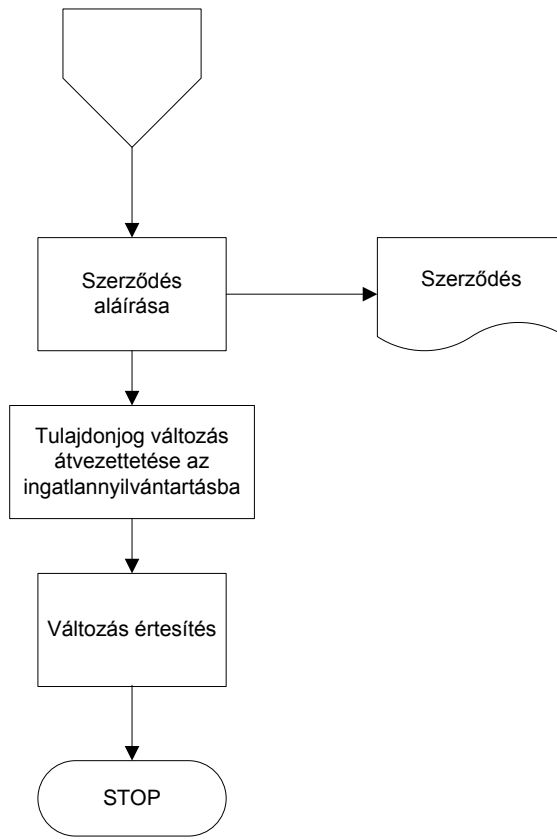 Szerződés
aláírása
Szerződés
Tulajdonjog változás
átvezettetése az
ingatlannyilvántartásba
Változás értesítés
STOP